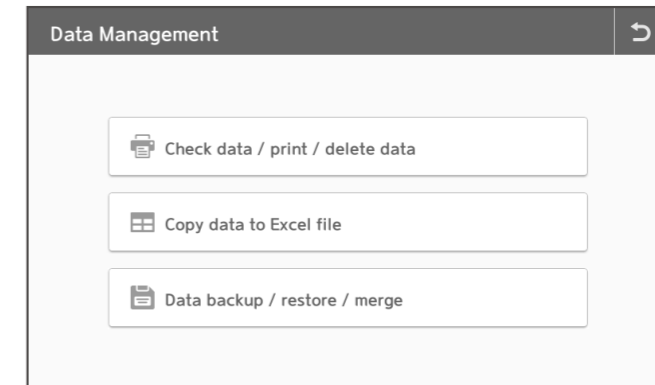 Data Management
Check data / print / delete data
Copy data to Excel file
Data backup / restore / merge